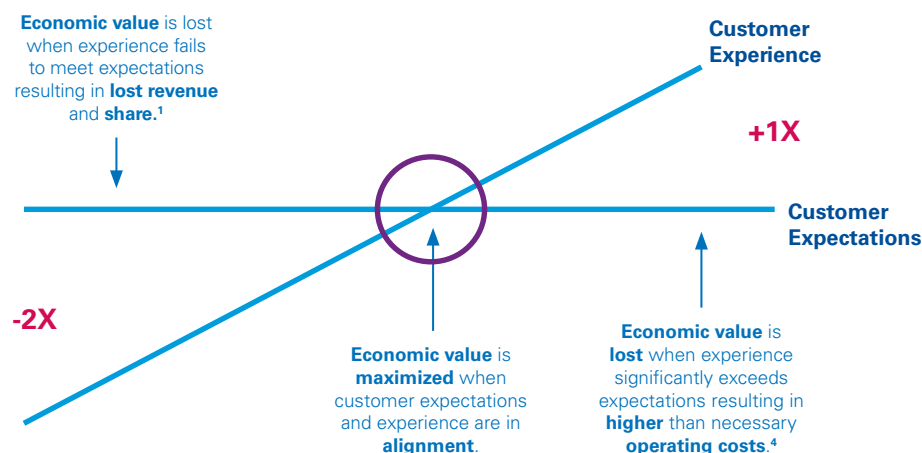 Economic value is lost
when experience fails
to meet expectations
resulting in lost revenue
and share.¹
Customer
Experience
+1X
Customer
Expectations
-2X
Economic value is
maximized when
customer expectations
and experience are in
alignment.
Economic value is
lost when experience
significantly exceeds
expectations resulting in
higher than necessary
operating costs.⁴